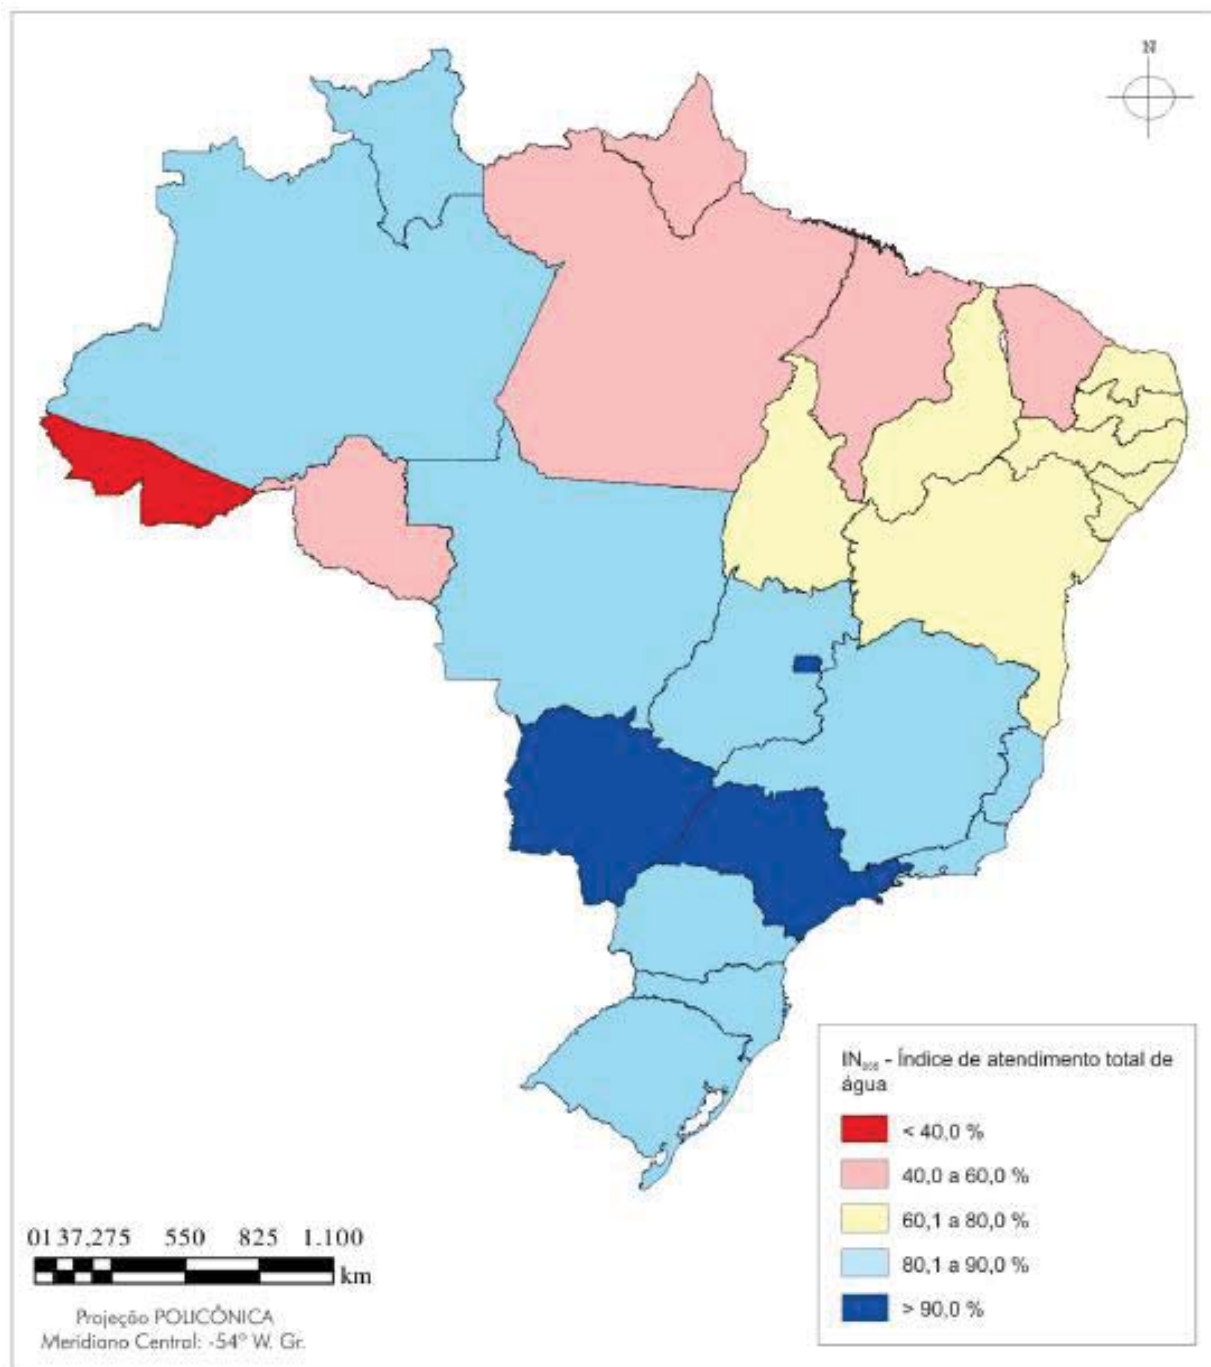 N
IN₀₅₅ - Índice de atendimento total de
água
< 40,0 %
40,0 a 60,0 %
60,1 a 80,0 %
80,1 a 90,0 %
> 90,0 %
0137,275 550 825 1.100
km
Projeção POLICÔNICA
Meridiano Central: -54º W. Gr.